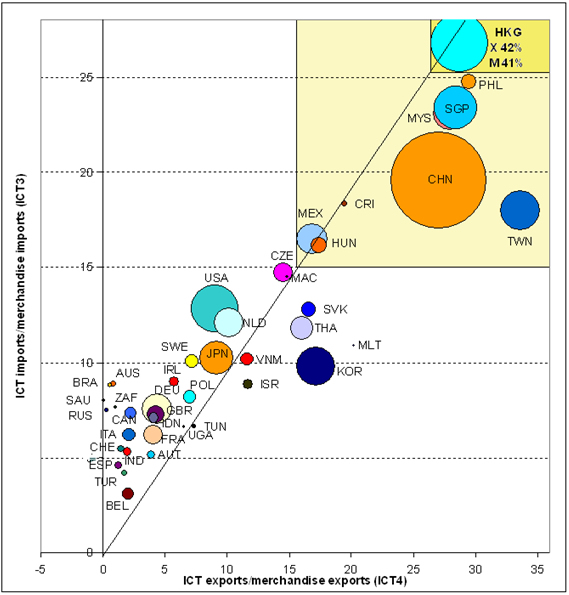 HKG
X 42%
M 41%
25
PHL
SGP
MYS
20
CHN
CRI
MEX
HUN
TWN
CZE
15
MAC
USA
SVK
NLD
THA
MLT
SWE
JPN
VNM
10
KOR
IRL
AUS
BRA
POL
ISR
DEU
SAU
ZAF
GBR
RUS
CAN
TUN
UGA
ITA
FRA
CHE
AUT
IND
ESP
TUR
BEL
0
-5
0
5
10
15
20
25
30
35
ICT imports/merchandise imports (ICT3)
ICT exports/merchandise exports (ICT4)